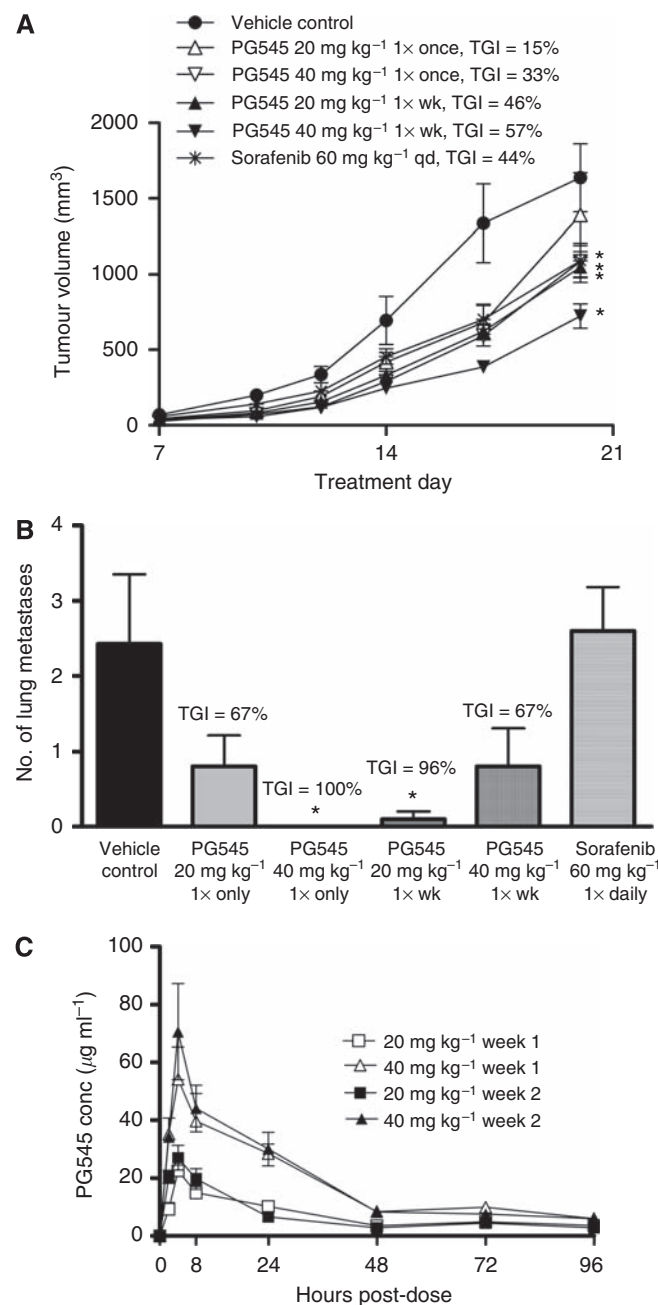 A
Vehicle control
PG545 20 mg kg⁻¹ 1× once, TGI = 15%
PG545 40 mg kg⁻¹ 1× once, TGI = 33%
PG545 20 mg kg⁻¹ 1× wk, TGI = 46%
PG545 40 mg kg⁻¹ 1× wk, TGI = 57%
Sorafenib 60 mg kg⁻¹ qd, TGI = 44%
Tumour volume (mm³)
2000
1500
1000
500
0
*
*
*
*
7
14
21
Treatment day
B
No. of lung metastases
4
3
2
1
0
TGI = 67%
TGI = 100%
*
TGI = 96%
*
TGI = 67%
Vehicle
control
PG545
20 mg kg⁻¹
1× only
PG545
40 mg kg⁻¹
1× only
PG545
20 mg kg⁻¹
1× wk
PG545
40 mg kg⁻¹
1× wk
Sorafenib
60 mg kg⁻¹
1× daily
C
PG545 conc (μg ml⁻¹)
100
80
60
40
20
0
20 mg kg⁻¹ week 1
40 mg kg⁻¹ week 1
20 mg kg⁻¹ week 2
40 mg kg⁻¹ week 2
0
8
24
48
72
96
Hours post-dose